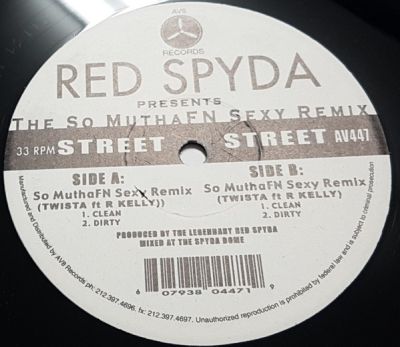 AV8
RECORDS
RED SPYDA
PRESENTS
THE SO MUTHAFN SEXY REMIX
33 RPM STREET STREET AV447
SIDE A:
So MuthaFN Sexy Remix
(TWISTA ft R KELLY))
1. CLEAN
2. DIRTY
SIDE B:
So MuthaFN Sexy Remix
(TWISTA ft R KELLY)
1. CLEAN
2. DIRTY
PRODUCED BY THE LEGENDARY RED SPYDA
MIXED AT THE SPYDA DOME
6 07938 04471 9
Manufactured and Distributed by AV8 Records ph: 212.397.4696. fx: 212.397.4697. Unauthorized reproduction is prohibited by federal law and is subject to